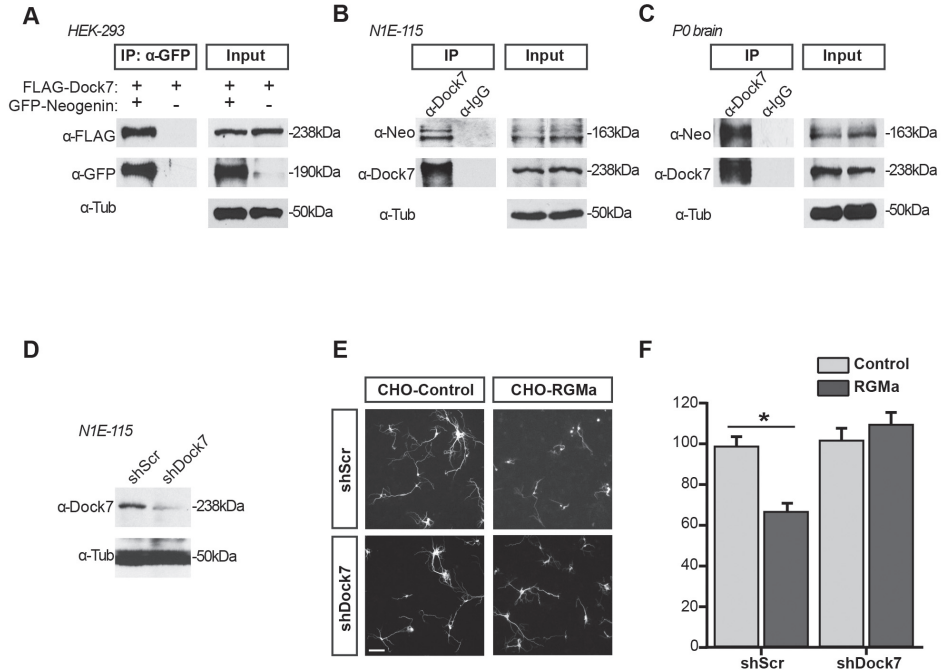 A
HEK-293
IP: α-GFP
Input
FLAG-Dock7: + + + +
GFP-Neogenin: + - + -
α-FLAG
-238kDa
α-GFP
-190kDa
α-Tub
-50kDa
B
N1E-115
IP
Input
α-Dock7
α-IgG
α-Neo
-163kDa
α-Dock7
-238kDa
α-Tub
-50kDa
C
P0 brain
IP
Input
α-Dock7
α-IgG
α-Neo
-163kDa
α-Dock7
-238kDa
α-Tub
-50kDa
D
N1E-115
shScr
shDock7
α-Dock7
-238kDa
α-Tub
-50kDa
E
CHO-Control
CHO-RGMa
shScr
shDock7
F
Control
RGMa
120
100
80
60
40
20
0
*
shScr
shDock7